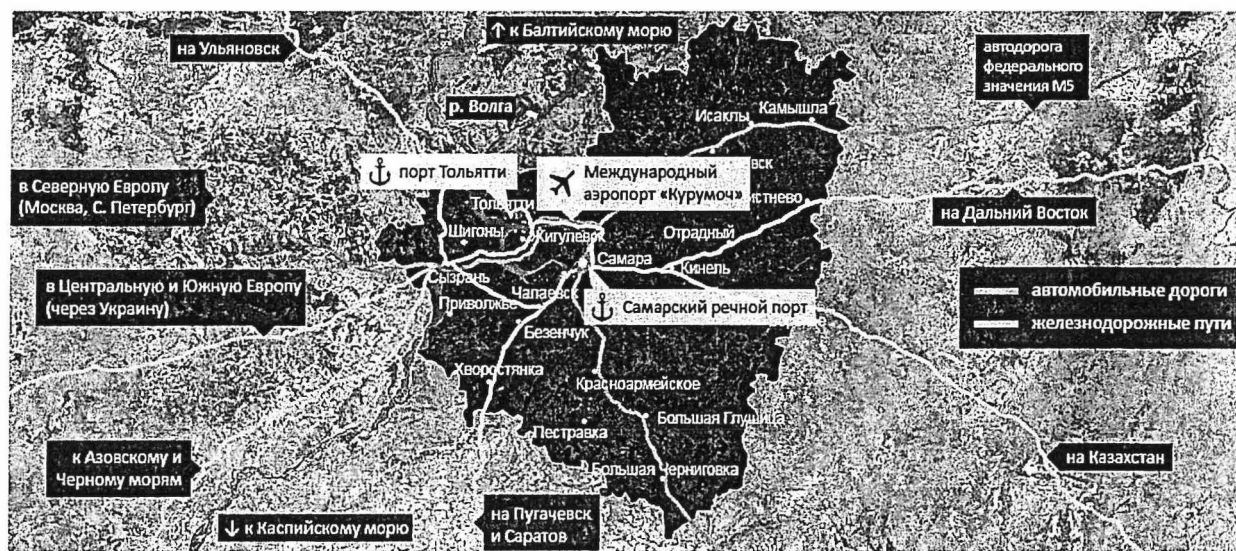 ↑ к Балтийскому морю
на Ульяновск
автодорога
федерального
значения М5
р. Волга
Камышла
Исаклы
порт Тольятти
Международный
аэропорт «Курумоч»
в Северную Европу
(Москва, С. Петербург)
Тольятти
на Дальний Восток
Шигоны
Отрадный
Самара
Кинель
Сызрань
в Центральную и Южную Европу
(через Украину)
Чапаевск
Приволжье
Самарский речной порт
автомобильные дороги
железнодорожные пути
Безенчук
Хворостянка
Красноармейское
Большая Глушица
Пестравка
к Азовскому и
Черному морям
Большая Черниговка
на Казахстан
на Пугачевск
и Саратов
↓ к Каспийскому морю